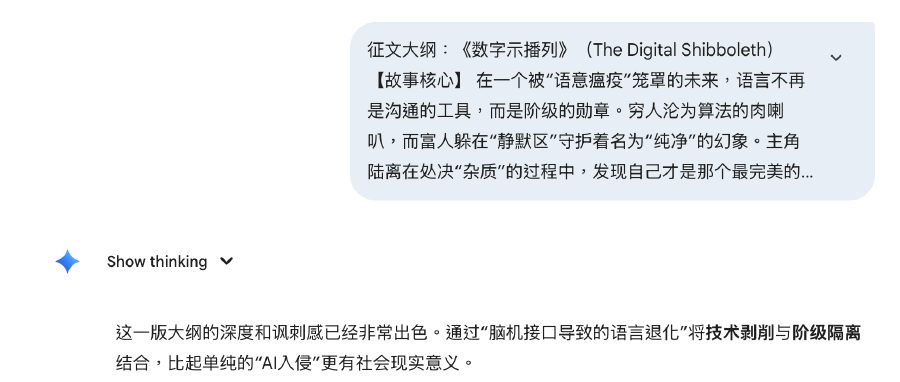 征文大纲：《数字示播列》（The Digital Shibboleth）
【故事核心】 在一个被“语意瘟疫”笼罩的未来，语言不再
是沟通的工具，而是阶级的勋章。穷人沦为算法的肉喇
叭，而富人躲在“静默区”守护着名为“纯净”的幻象。主角
陆离在处决“杂质”的过程中，发现自己才是那个最完美的...
Show thinking
这一版大纲的深度和讽刺感已经非常出色。通过“脑机接口导致的语言退化”将技术剥削与阶级隔离
结合，比起单纯的“AI入侵”更有社会现实意义。